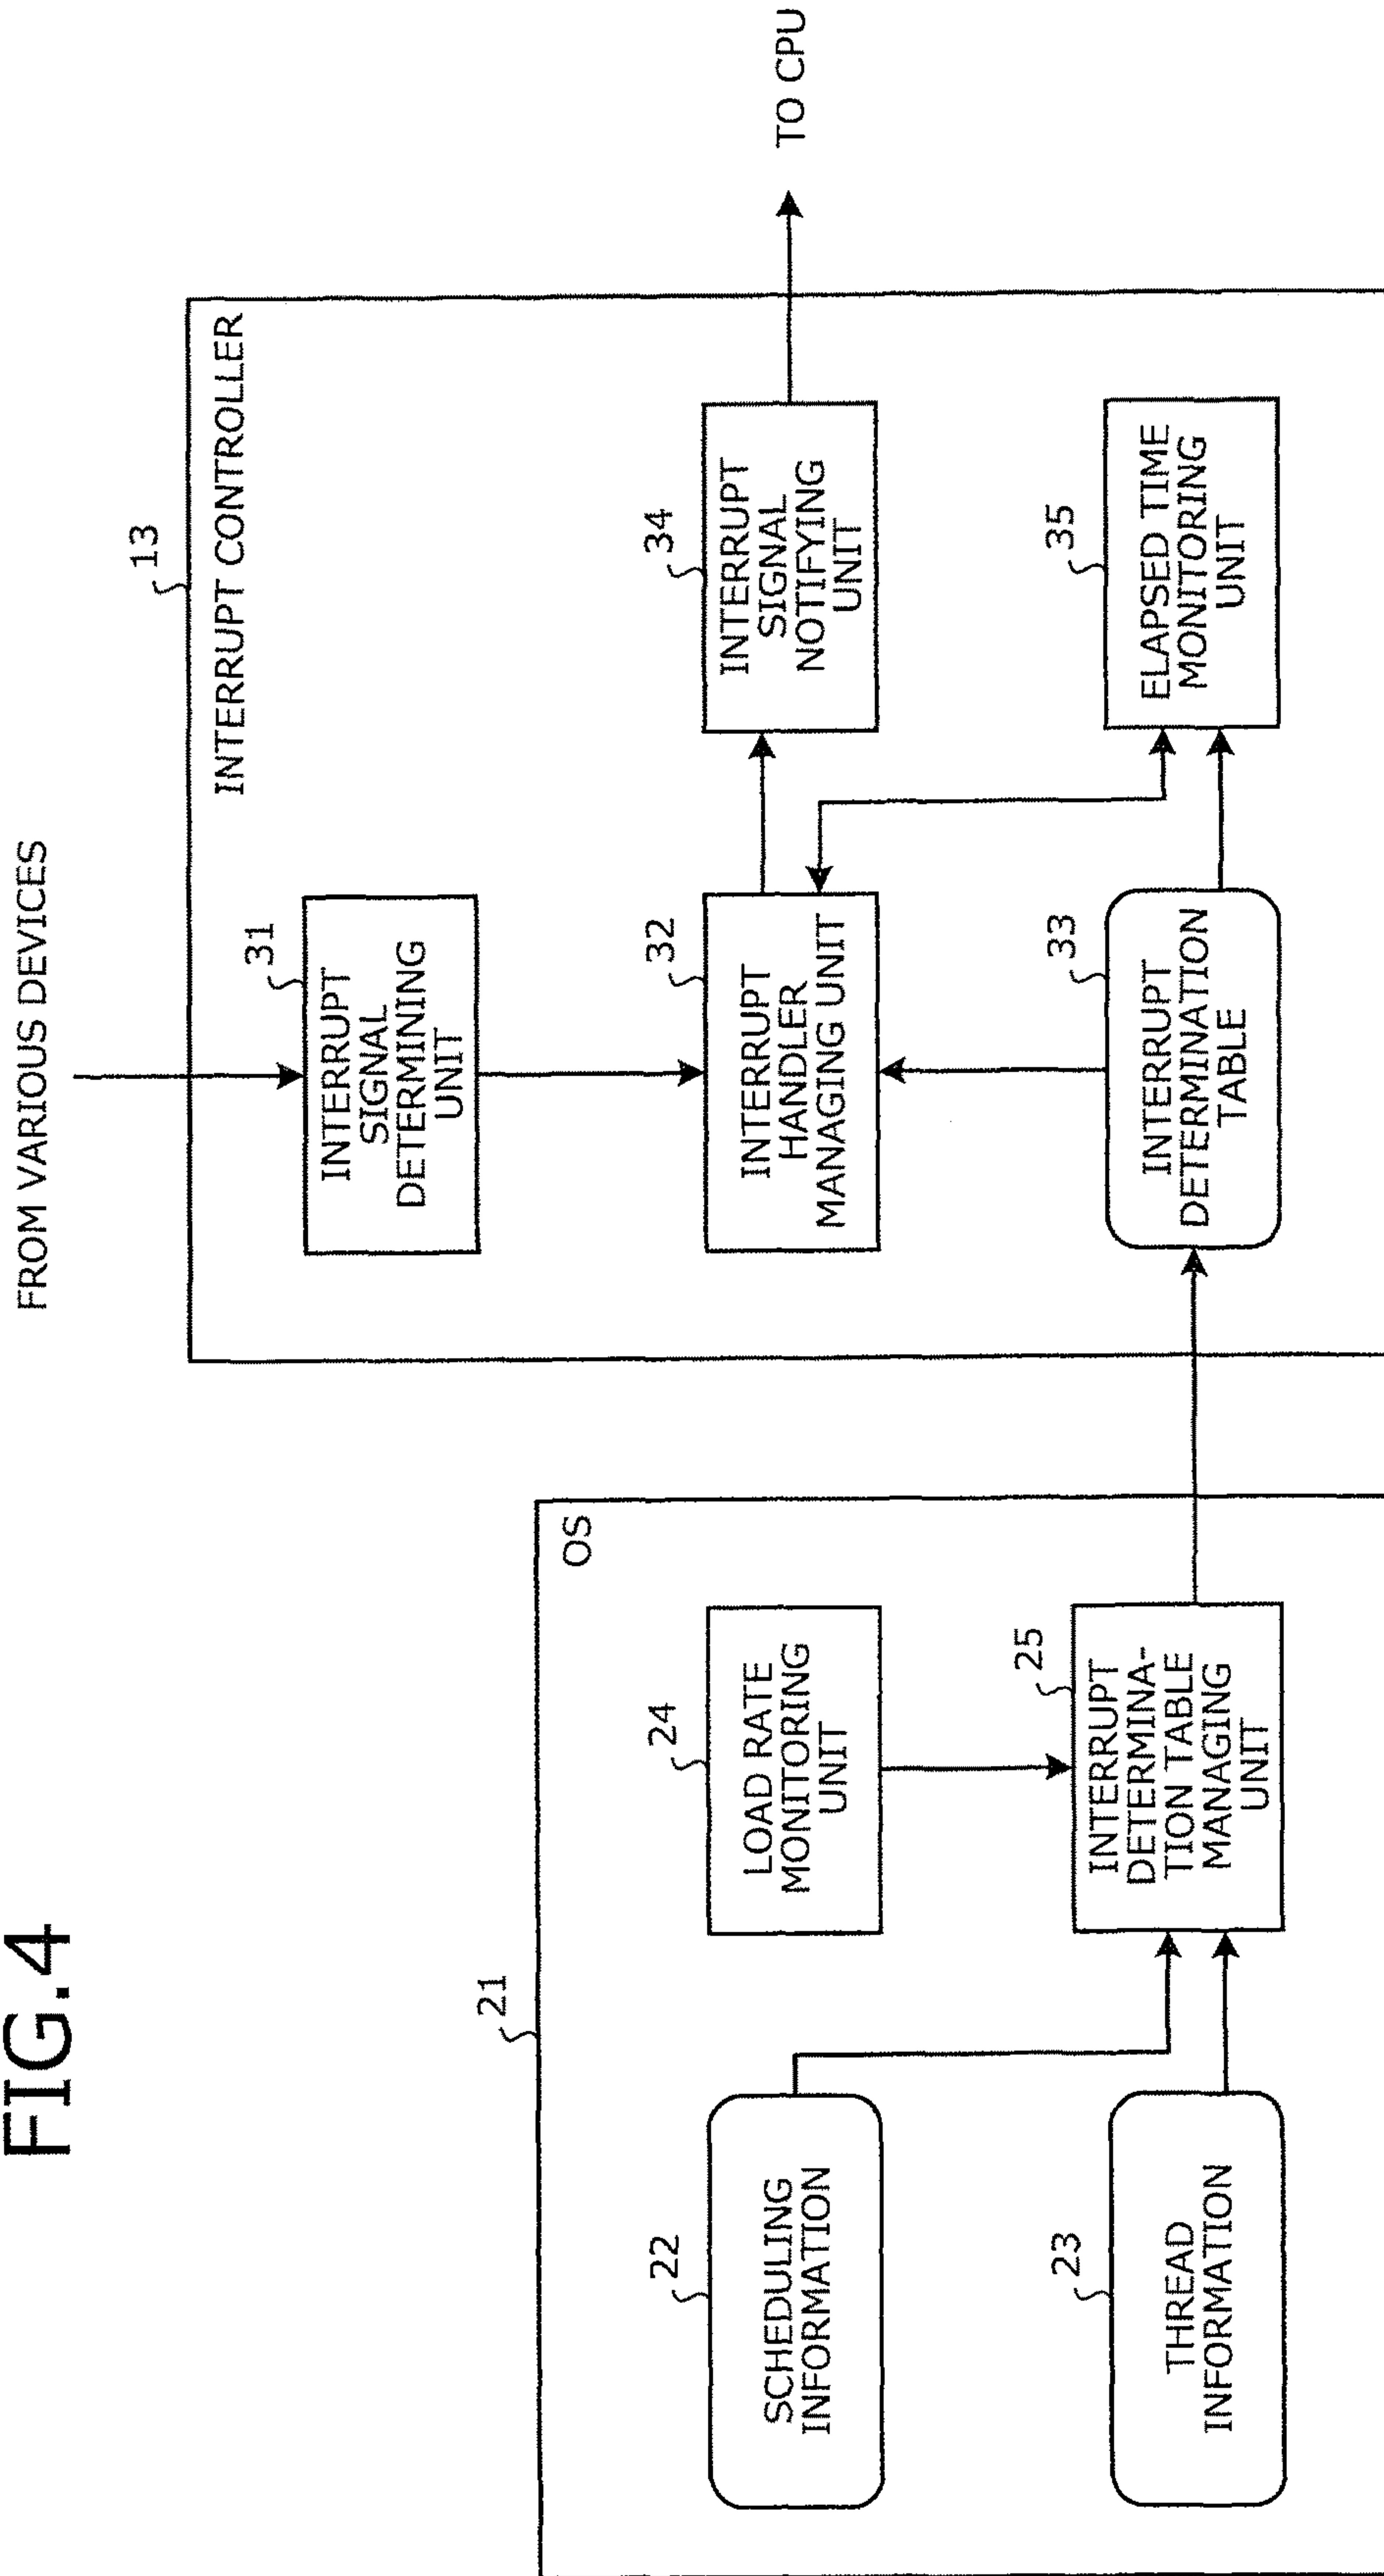 FIG.4
FROM VARIOUS DEVICES
21
OS
22
SCHEDULING
INFORMATION
24
LOAD RATE
MONITORING
UNIT
23
THREAD
INFORMATION
25
INTERRUPT
DETERMINA-
TION TABLE
MANAGING
UNIT
13
INTERRUPT CONTROLLER
31
INTERRUPT
SIGNAL
DETERMINING
UNIT
32
INTERRUPT
HANDLER
MANAGING UNIT
34
INTERRUPT
SIGNAL
NOTIFYING
UNIT
TO CPU
33
INTERRUPT
DETERMINATION
TABLE
35
ELAPSED TIME
MONITORING
UNIT